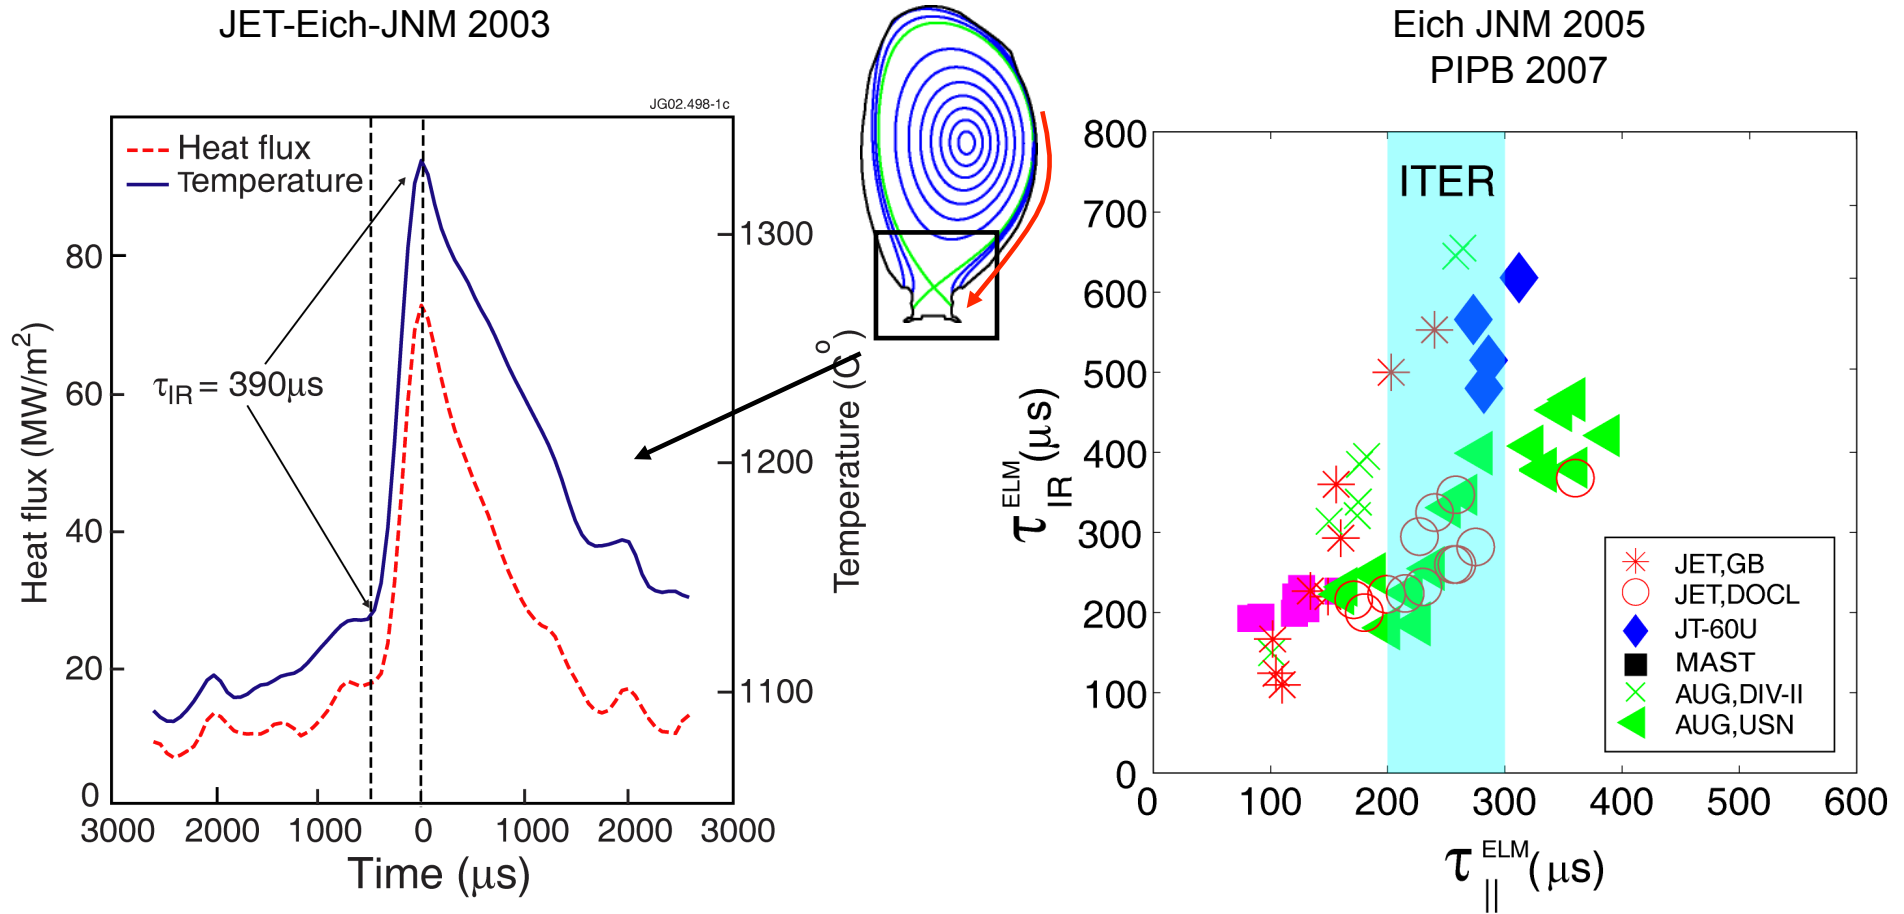 JET-Eich-JNM 2003
JG02.498-1c
Heat flux
Temperature
τIR = 390μs
Heat flux (MW/m2)
80
60
40
20
0
3000
2000
1000
0
1000
2000
3000
Time (μs)
1300
1200
1100
Temperature (Co)
Eich JNM 2005
PIPB 2007
ITER
τIRELM (μs)
800
700
600
500
400
300
200
100
0
0
100
200
300
400
500
600
τ||ELM (μs)
JET,GB
JET,DOCL
JT-60U
MAST
AUG,DIV-II
AUG,USN